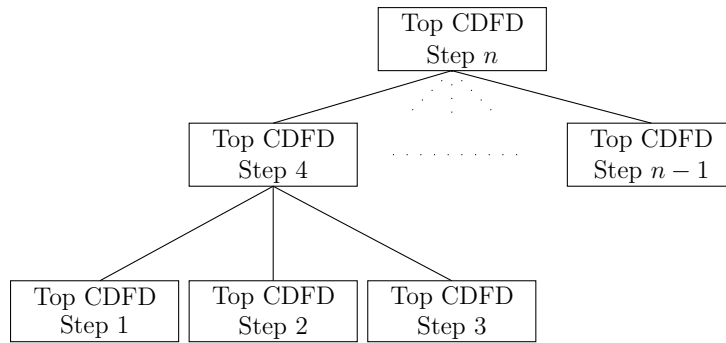 Top CDFD
Step n
Top CDFD
Step 4
Top CDFD
Step n − 1
Top CDFD
Step 1
Top CDFD
Step 2
Top CDFD
Step 3